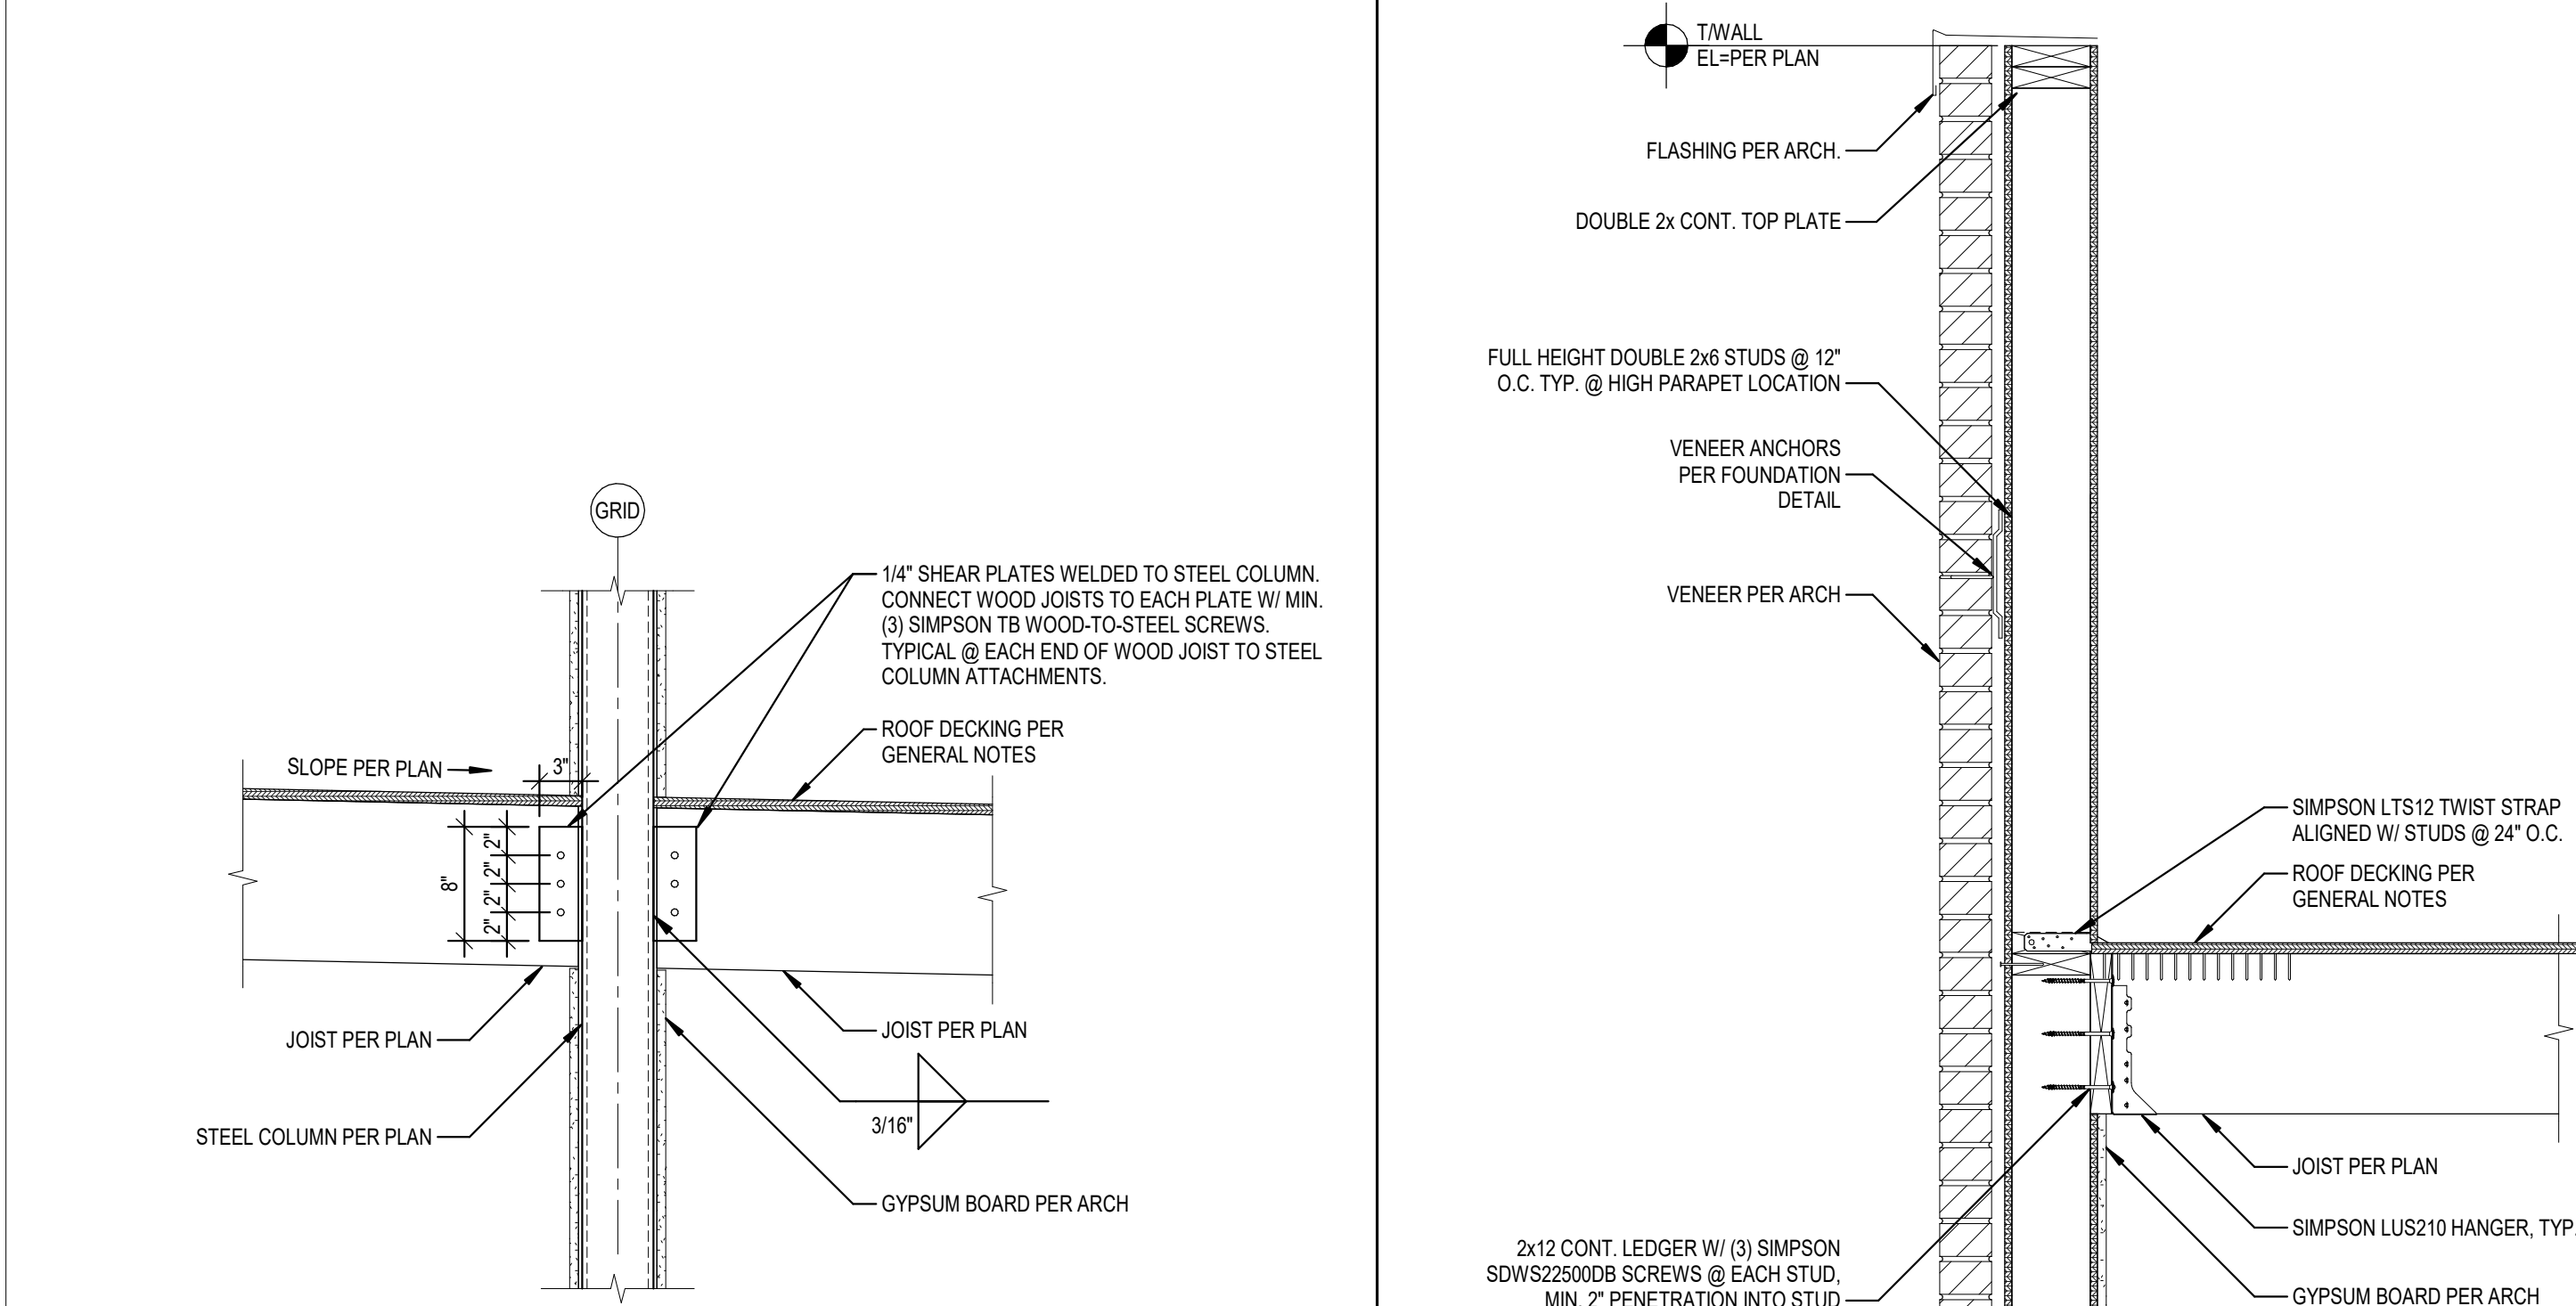 GRID
1/4" SHEAR PLATES WELDED TO STEEL COLUMN.
CONNECT WOOD JOISTS TO EACH PLATE W/ MIN.
(3) SIMPSON TB WOOD-TO-STEEL SCREWS.
TYPICAL @ EACH END OF WOOD JOIST TO STEEL
COLUMN ATTACHMENTS.
ROOF DECKING PER
GENERAL NOTES
SLOPE PER PLAN
3"
8"
2"
2"
2"
2"
JOIST PER PLAN
JOIST PER PLAN
3/16"
STEEL COLUMN PER PLAN
GYPSUM BOARD PER ARCH
T/WALL
EL=PER PLAN
FLASHING PER ARCH.
DOUBLE 2x CONT. TOP PLATE
FULL HEIGHT DOUBLE 2x6 STUDS @ 12"
O.C. TYP. @ HIGH PARAPET LOCATION
VENEER ANCHORS
PER FOUNDATION
DETAIL
VENEER PER ARCH
SIMPSON LTS12 TWIST STRAP
ALIGNED W/ STUDS @ 24" O.C.
ROOF DECKING PER
GENERAL NOTES
JOIST PER PLAN
SIMPSON LUS210 HANGER, TYP.
2x12 CONT. LEDGER W/ (3) SIMPSON
SDWS22500DB SCREWS @ EACH STUD,
MIN. 2" PENETRATION INTO STUD
GYPSUM BOARD PER ARCH